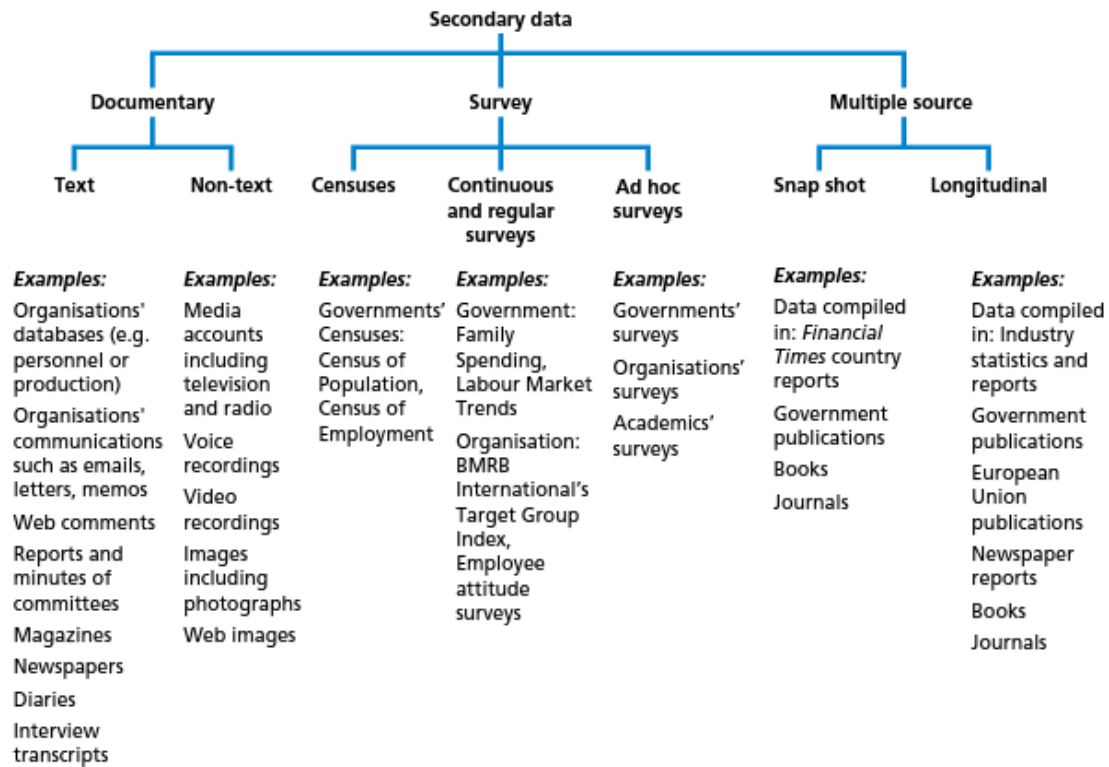 Secondary data
Documentary
Survey
Multiple source
Text
Non-text
Censuses
Continuous
and regular
surveys
Ad hoc
surveys
Snap shot
Longitudinal
Examples:
Organisations'
databases (e.g.
personnel or
production)
Organisations'
communications
such as emails,
letters, memos
Web comments
Reports and
minutes of
committees
Magazines
Newspapers
Diaries
Interview
transcripts
Examples:
Media
accounts
including
television
and radio
Voice
recordings
Video
recordings
Images
including
photographs
Web images
Examples:
Governments’
Censuses:
Census of
Population,
Census of
Employment
Examples:
Government:
Family
Spending,
Labour Market
Trends
Organisation:
BMRB
International’s
Target Group
Index,
Employee
attitude
surveys
Examples:
Governments’
surveys
Organisations’
surveys
Academics’
surveys
Examples:
Data compiled
in: Financial
Times country
reports
Government
publications
Books
Journals
Examples:
Data compiled
in: Industry
statistics and
reports
Government
publications
European
Union
publications
Newspaper
reports
Books
Journals